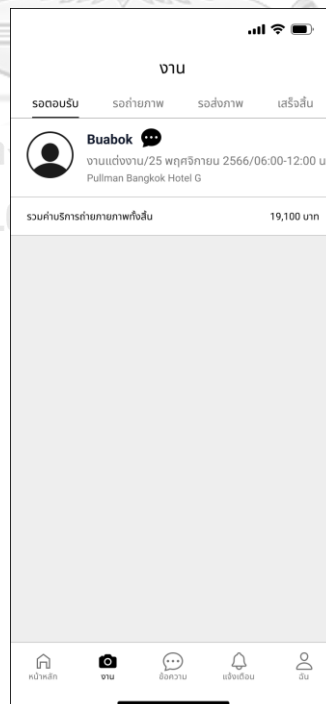 งาน
รอตอบรับ รอถ่ายภาพ รอส่งภาพ เสร็จสิ้น
Buabok
งานแต่งงาน/25 พฤศจิกายน 2566/06:00-12:00 น
Pullman Bangkok Hotel G
รวมค่าบริการถ่ายภายภาพทั้งสิ้น 19,100 บาท
หน้าหลัก งาน ข้อความ แจ้งเตือน ฉัน